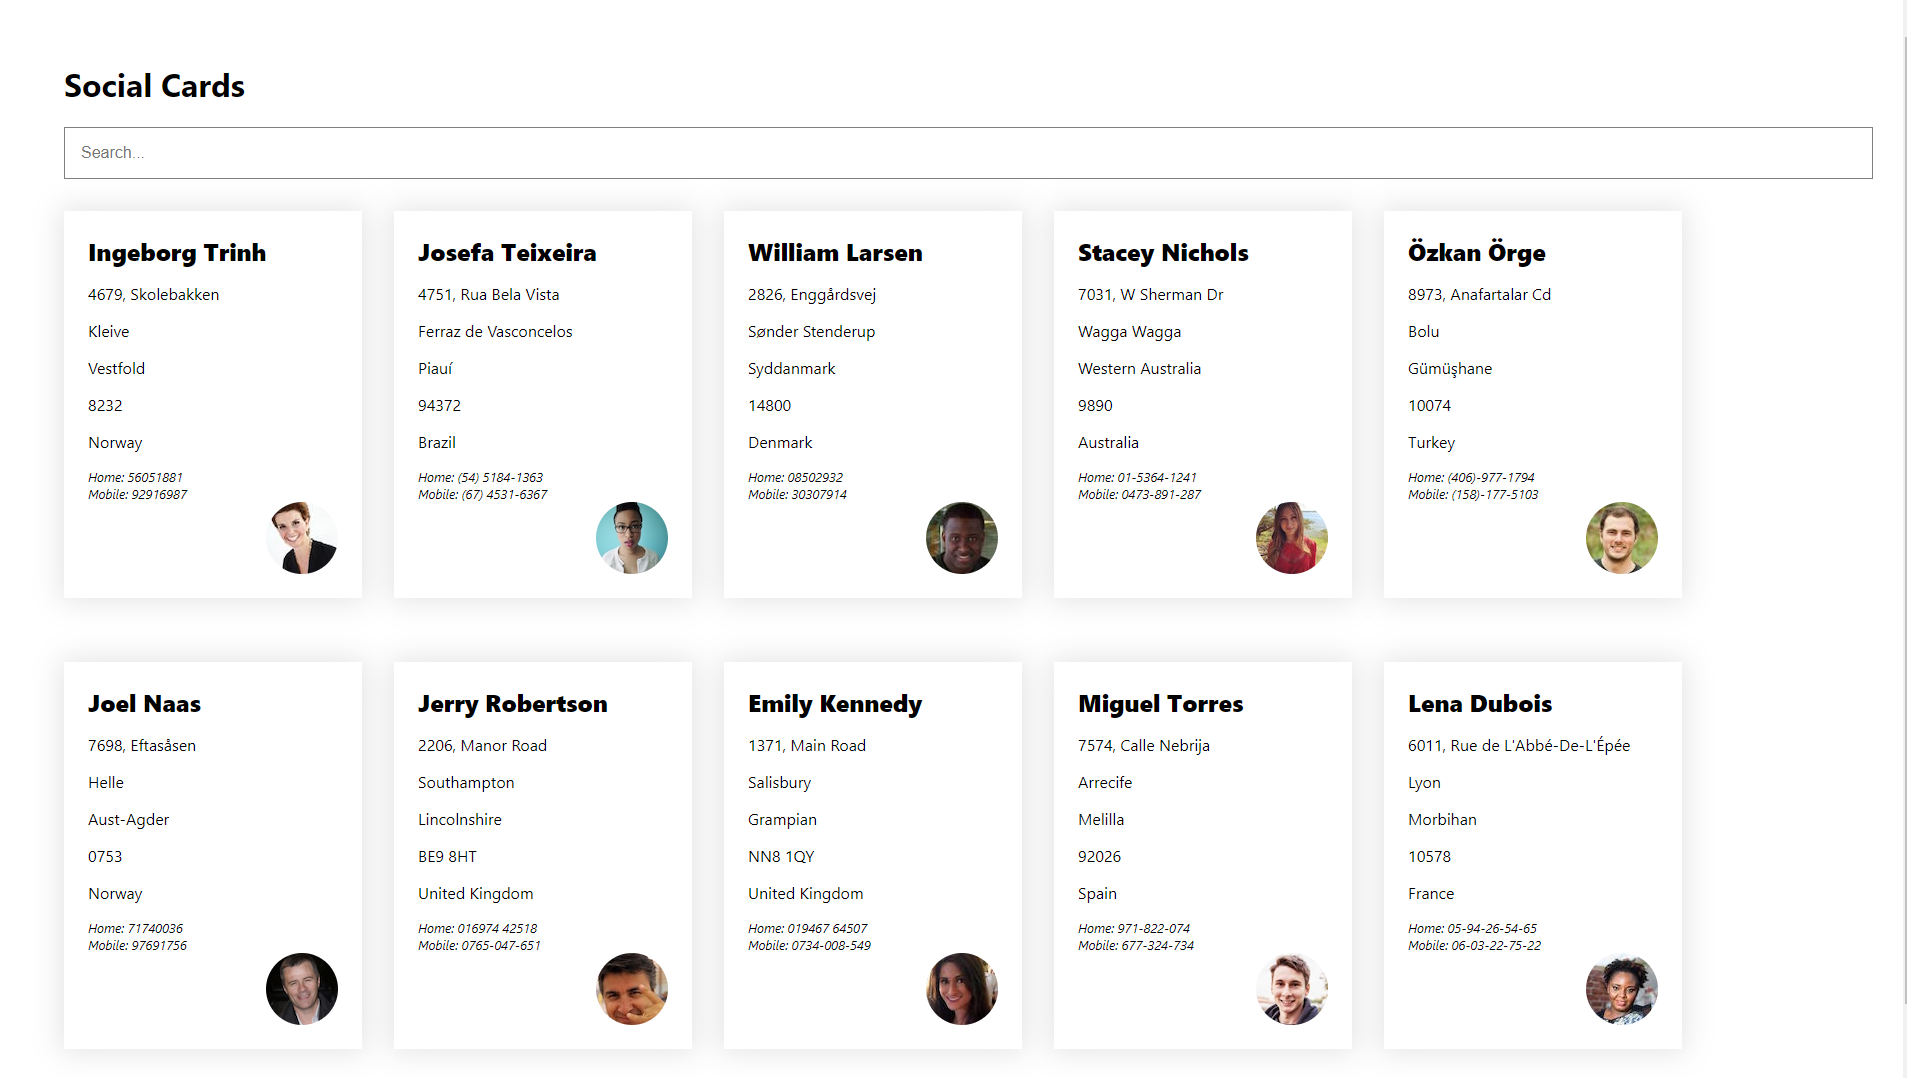 Social Cards
Search...
Ingeborg Trinh
4679, Skolebakken
Kleive
Vestfold
8232
Norway
Home: 56051881
Mobile: 92916987
Josefa Teixeira
4751, Rua Bela Vista
Ferraz de Vasconcelos
Piauí
94372
Brazil
Home: (54) 5184-1363
Mobile: (67) 4531-6367
William Larsen
2826, Enggårdsvej
Sønder Stenderup
Syddanmark
14800
Denmark
Home: 08502932
Mobile: 30307914
Stacey Nichols
7031, W Sherman Dr
Wagga Wagga
Western Australia
9890
Australia
Home: 01-5364-1241
Mobile: 0473-891-287
Özkan Örge
8973, Anafartalar Cd
Bolu
Gümüşhane
10074
Turkey
Home: (406)-977-1794
Mobile: (158)-177-5103
Joel Naas
7698, Eftasåsen
Helle
Aust-Agder
0753
Norway
Home: 71740036
Mobile: 97691756
Jerry Robertson
2206, Manor Road
Southampton
Lincolnshire
BE9 8HT
United Kingdom
Home: 016974 42518
Mobile: 0765-047-651
Emily Kennedy
1371, Main Road
Salisbury
Grampian
NN8 1QY
United Kingdom
Home: 019467 64507
Mobile: 0734-008-549
Miguel Torres
7574, Calle Nebrija
Arrecife
Melilla
92026
Spain
Home: 971-822-074
Mobile: 677-324-734
Lena Dubois
6011, Rue de L'Abbé-De-L'Épée
Lyon
Morbihan
10578
France
Home: 05-94-26-54-65
Mobile: 06-03-22-75-22